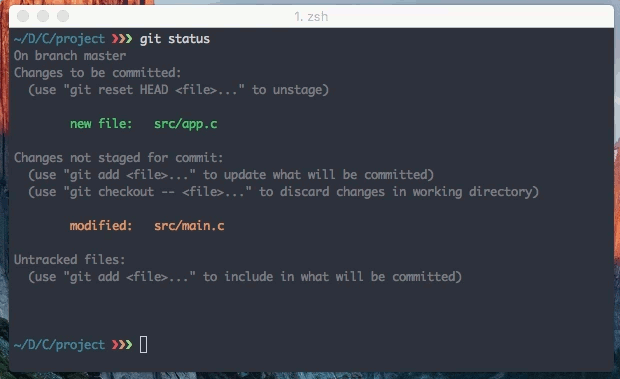 1. zsh
~/D/C/project ❯❯❯ git status
On branch master
Changes to be committed:
(use "git reset HEAD <file>..." to unstage)
new file: src/app.c
Changes not staged for commit:
(use "git add <file>..." to update what will be committed)
(use "git checkout -- <file>..." to discard changes in working directory)
modified: src/main.c
Untracked files:
(use "git add <file>..." to include in what will be committed)
~/D/C/project ❯❯❯